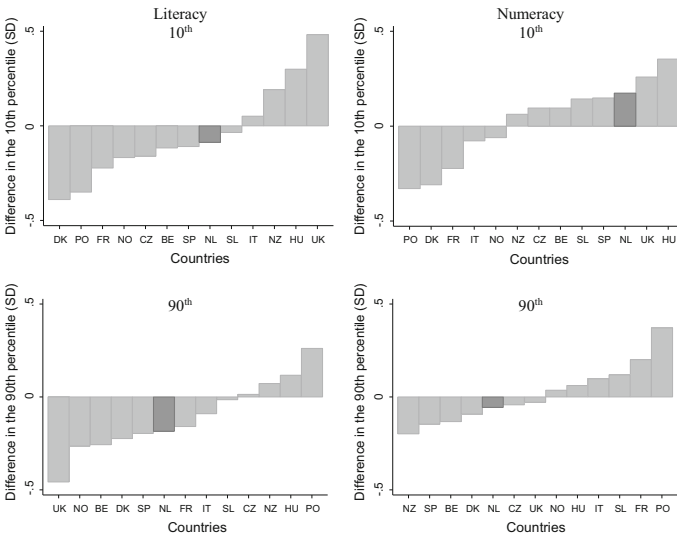 Literacy
10th
Difference in the 10th percentile (SD)
.5
0
-.5
DK PO FR NO CZ BE SP NL SL IT NZ HU UK
Countries
Numeracy
10th
Difference in the 10th percentile (SD)
.5
0
-.5
PO DK FR IT NO NZ CZ BE SL SP NL UK HU
Countries
90th
Difference in the 90th percentile (SD)
.5
0
-.5
UK NO BE DK SP NL FR IT SL CZ NZ HU PO
Countries
90th
Difference in the 90th percentile (SD)
.5
0
-.5
NZ SP BE DK NL CZ UK NO HU IT SL FR PO
Countries